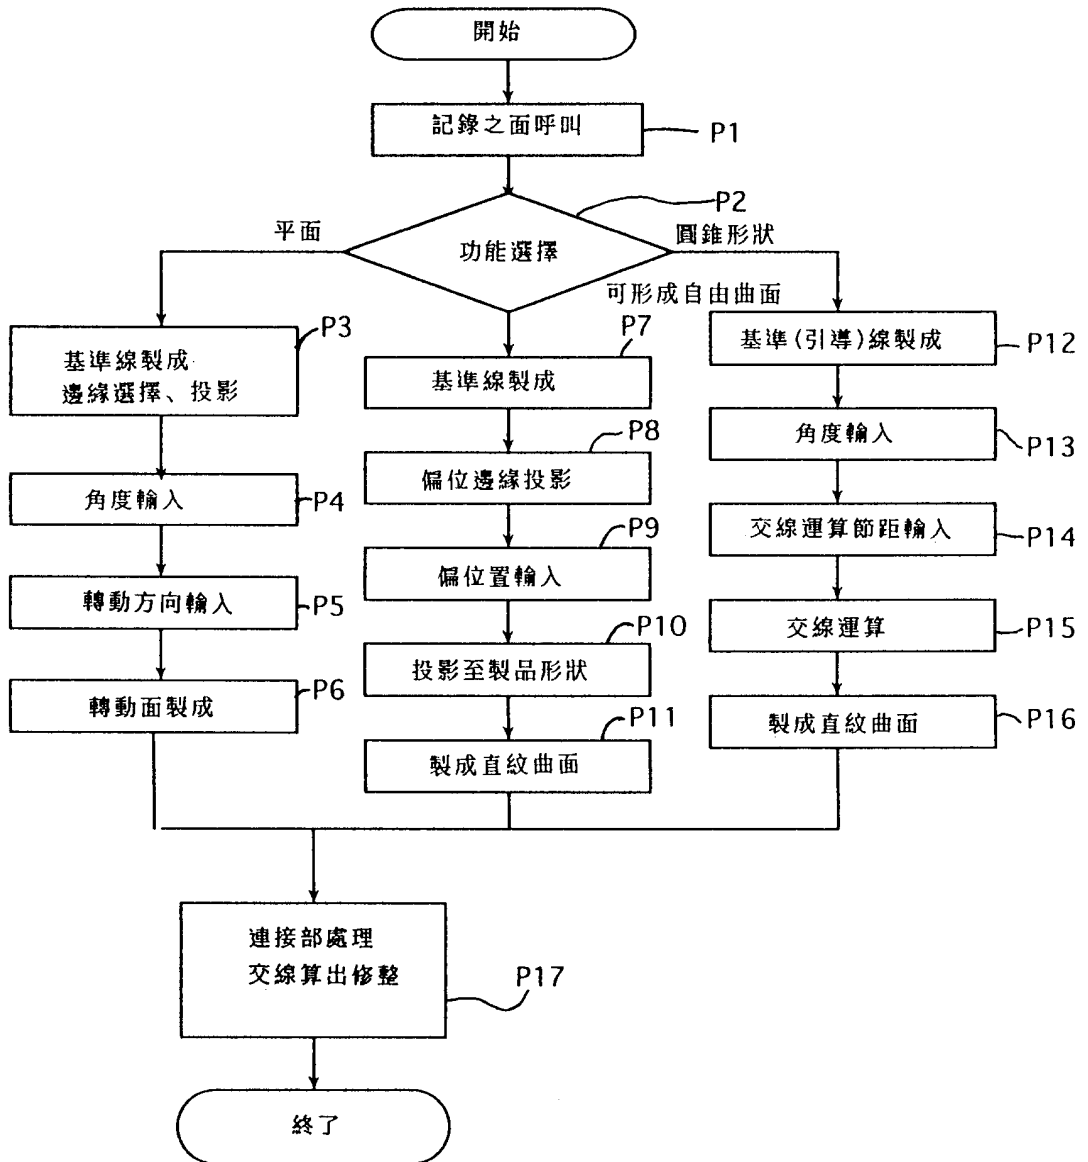 開始
記錄之面呼叫
P1
P2
功能選擇
平面
圓錐形狀
可形成自由曲面
P3
基準線製成
邊緣選擇、投影
角度輸入
P4
轉動方向輸入
P5
P6
轉動面製成
P7
基準線製成
P8
偏位邊緣投影
P9
偏位置輸入
P10
投影至製品形狀
P11
製成直紋曲面
基準(引導)線製成
P12
角度輸入
P13
交線運算節距輸入
P14
交線運算
P15
製成直紋曲面
P16
連接部處理
交線算出修整
P17
終了